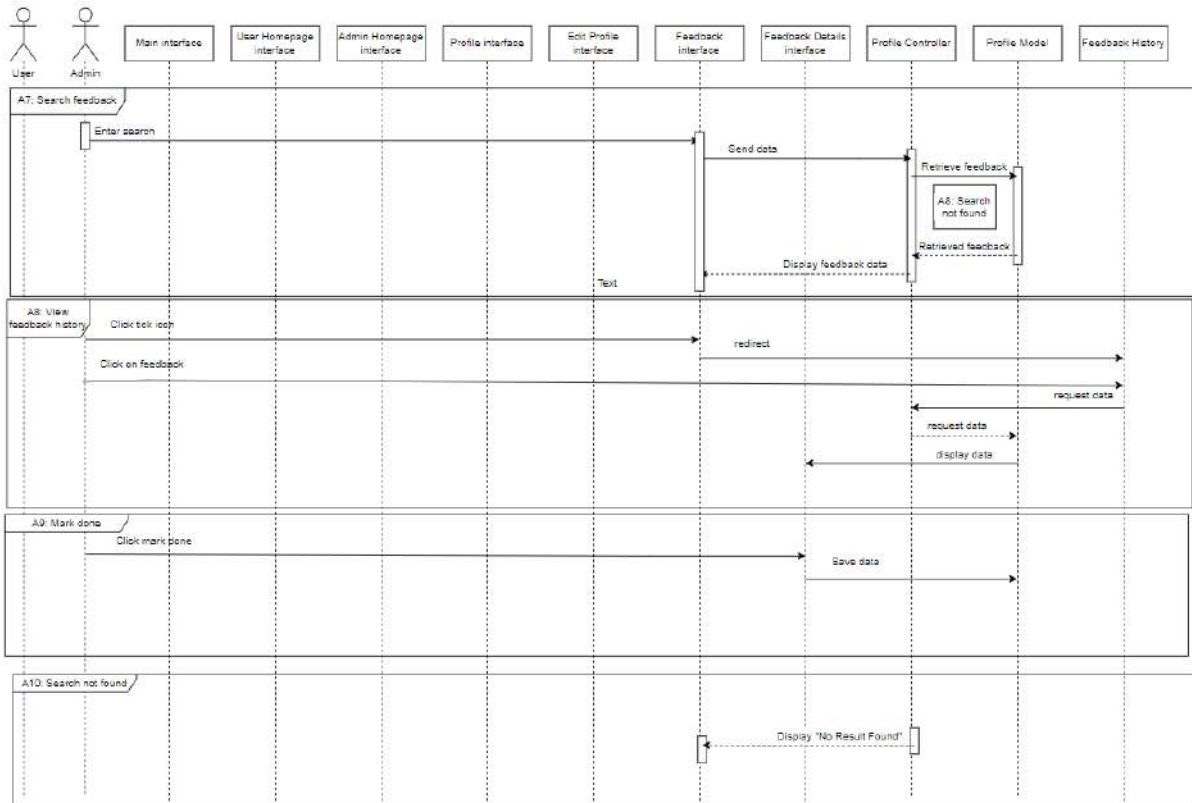 User
Admin
Main interface
User Homepage
interface
Admin Homepage
interface
Profile interface
Edit Profile
interface
Feedback
interface
Feedback Details
interface
Profile Controller
Profile Model
Feedback History
A7: Search feedback
Enter search
Send data
Retrieve feedback
A8: Search
not found
Retrieved feedback
Display feedback data
Text
A8: View
feedback history
Click tick icon
redirect
Click on feedback
request data
request data
display data
A9: Mark done
Click mark done
Save data
A10: Search not found
Display "No Result Found"